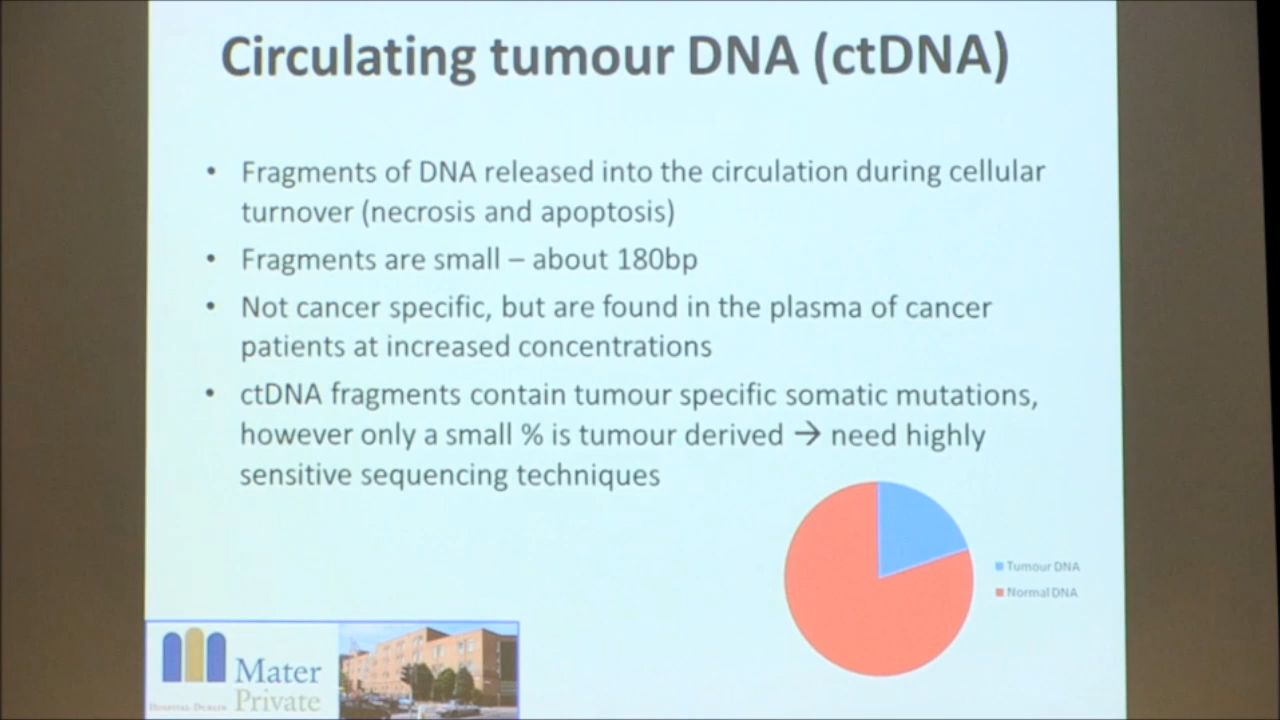 Circulating tumour DNA (ctDNA)
• Fragments of DNA released into the circulation during cellular
turnover (necrosis and apoptosis)
• Fragments are small – about 180bp
• Not cancer specific, but are found in the plasma of cancer
patients at increased concentrations
• ctDNA fragments contain tumour specific somatic mutations,
however only a small % is tumour derived → need highly
sensitive sequencing techniques
Tumour DNA
Normal DNA
Mater
Private
Hospital Dublin